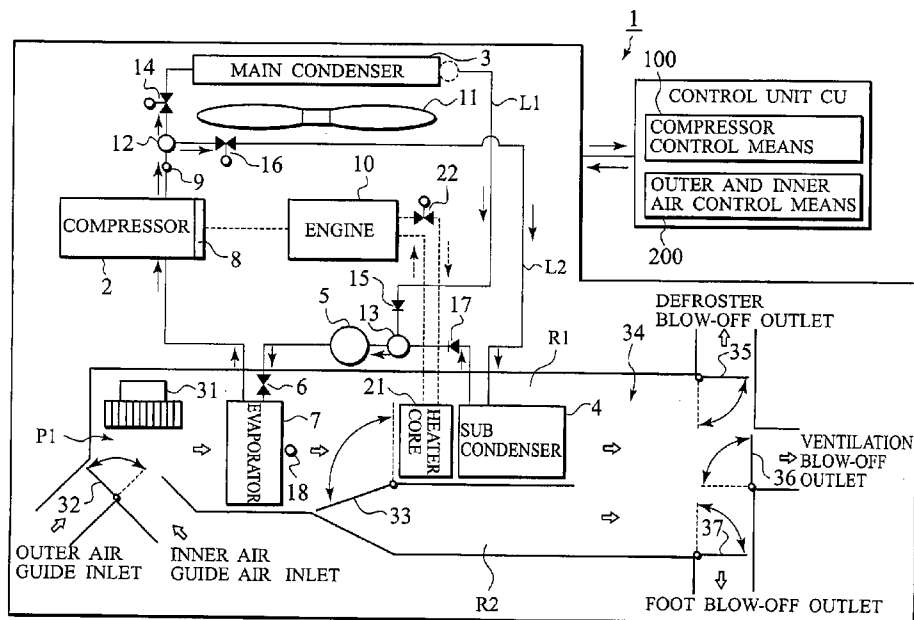 1
3
MAIN CONDENSER
14
11
L1
12
16
9
10
22
COMPRESSOR
ENGINE
8
2
L2
100
CONTROL UNIT CU
COMPRESSOR
CONTROL MEANS
OUTER AND INNER
AIR CONTROL MEANS
200
15
5
13
17
DEFROSTER
BLOW-OFF OUTLET
R1
34
35
31
6
7
21
4
P1
EVAPORATOR
18
HEATER
CORE
SUB
CONDENSER
VENTILATION
BLOW-OFF
OUTLET
36
32
33
37
OUTER AIR
GUIDE INLET
INNER AIR
GUIDE AIR INLET
R2
FOOT BLOW-OFF OUTLET